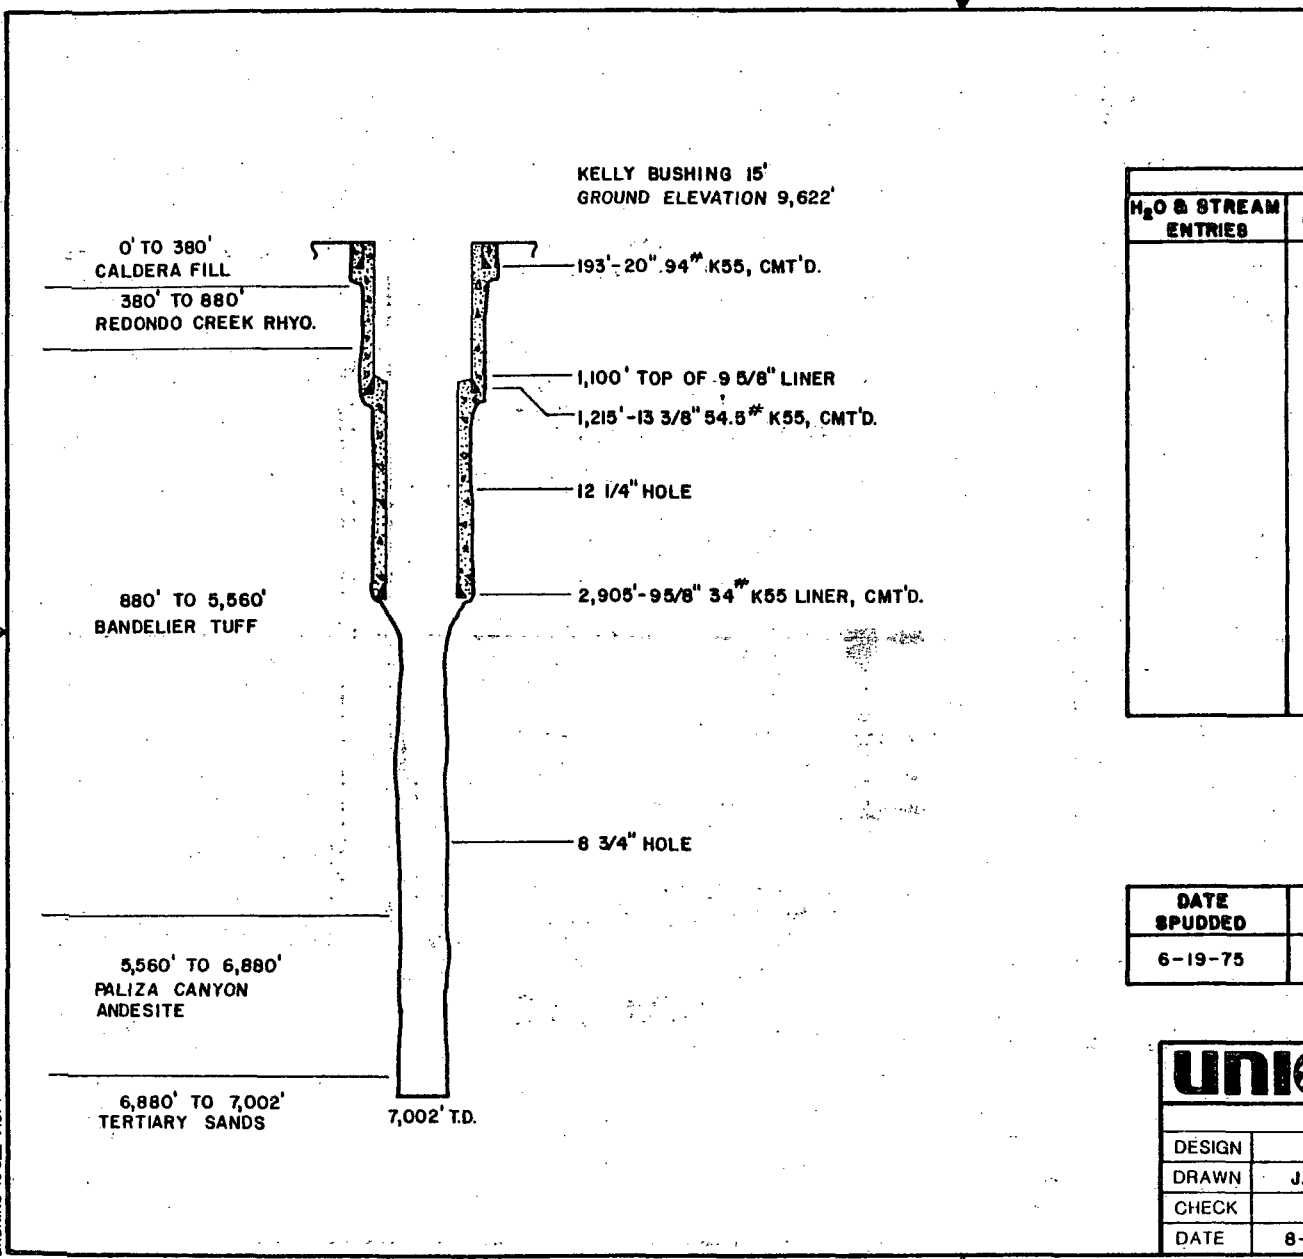 KELLY BUSHING 15'
GROUND ELEVATION 9,622'
0' TO 380'
CALDERA FILL
380' TO 880'
REDONDO CREEK RHYO.
193'-20" 94# K55, CMT'D.
1,100' TOP OF 9 5/8" LINER
1,215'-13 3/8" 54.5# K55, CMT'D.
12 1/4" HOLE
880' TO 5,560'
BANDELIER TUFF
2,905'-9 5/8" 34# K55 LINER, CMT'D.
8 3/4" HOLE
5,560' TO 6,880'
PALIZA CANYON
ANDESITE
6,880' TO 7,002'
TERTIARY SANDS
7,002' T.D.
H2O & STREAM
ENTRIES
DATE
SPUDDED
6-19-75
DESIGN
DRAWN J.
CHECK
DATE 8-